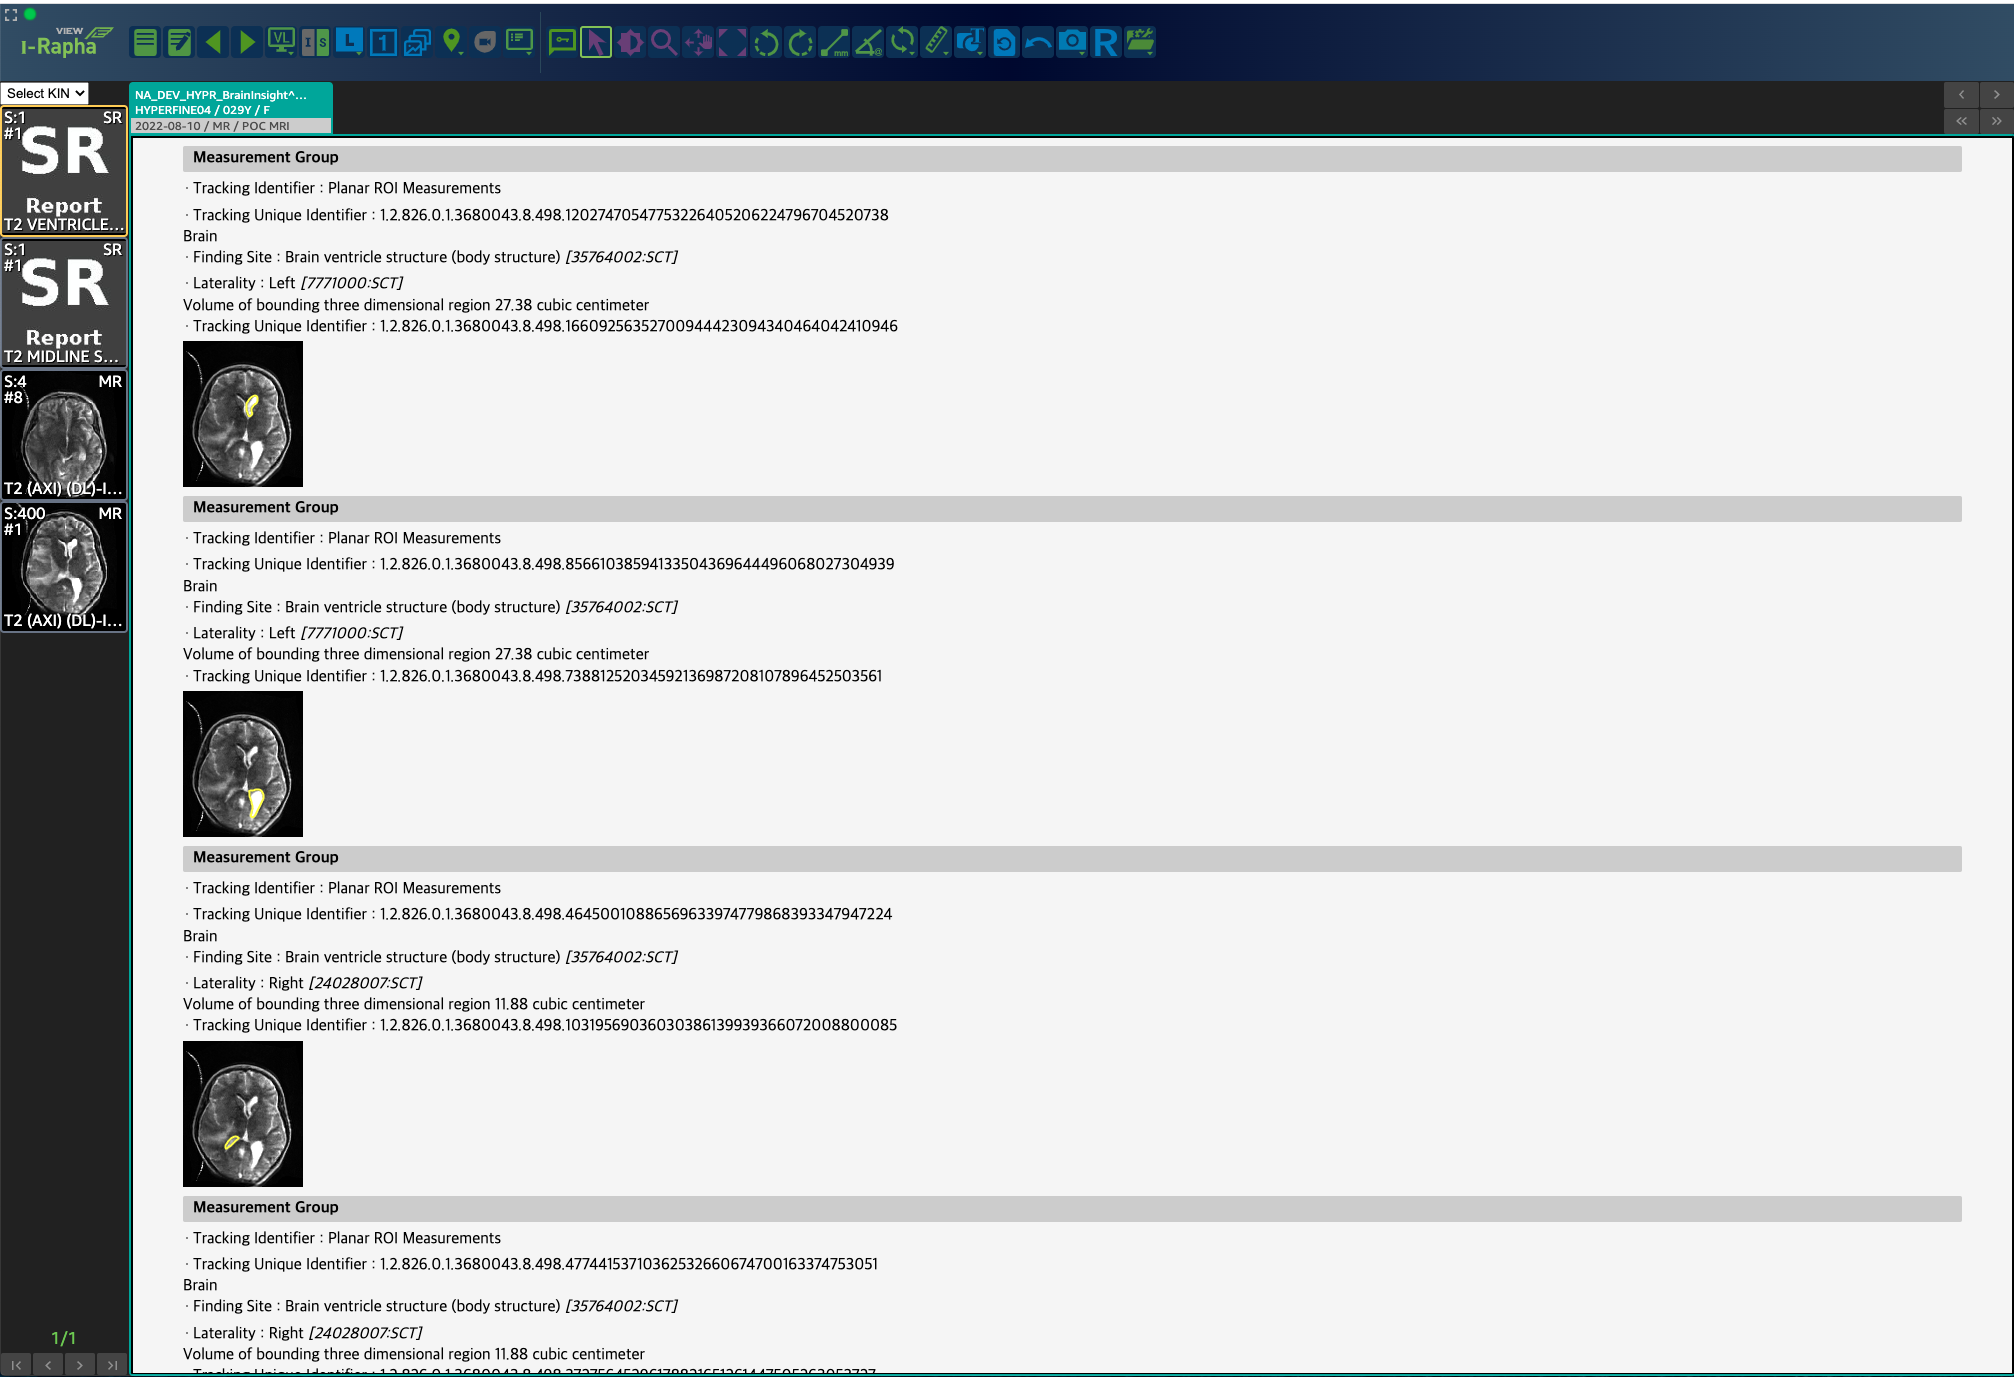 VIEW
i-Rapha
VL
I S
L
1
mm
R
Select KIN
S:1 SR
#1
SR
Report
T2 VENTRICLE...
S:1 SR
#1
SR
Report
T2 MIDLINE S...
S:4 MR
#8
T2 (AXI) (DL)-I...
S:400 MR
#1
T2 (AXI) (DL)-I...
1/1
NA_DEV_HYPR_BrainInsight^...
HYPERFINE04 / 029Y / F
2022-08-10 / MR / POC MRI
Measurement Group
· Tracking Identifier : Planar ROI Measurements
· Tracking Unique Identifier : 1.2.826.0.1.3680043.8.498.12027470547753226405206224796704520738
Brain
· Finding Site : Brain ventricle structure (body structure) [35764002:SCT]
· Laterality : Left [7771000:SCT]
Volume of bounding three dimensional region 27.38 cubic centimeter
· Tracking Unique Identifier : 1.2.826.0.1.3680043.8.498.16609256352700944423094340464042410946
Measurement Group
· Tracking Identifier : Planar ROI Measurements
· Tracking Unique Identifier : 1.2.826.0.1.3680043.8.498.85661038594133504369644496068027304939
Brain
· Finding Site : Brain ventricle structure (body structure) [35764002:SCT]
· Laterality : Left [7771000:SCT]
Volume of bounding three dimensional region 27.38 cubic centimeter
· Tracking Unique Identifier : 1.2.826.0.1.3680043.8.498.73881252034592136987208107896452503561
Measurement Group
· Tracking Identifier : Planar ROI Measurements
· Tracking Unique Identifier : 1.2.826.0.1.3680043.8.498.46450010886569633974779868393347947224
Brain
· Finding Site : Brain ventricle structure (body structure) [35764002:SCT]
· Laterality : Right [24028007:SCT]
Volume of bounding three dimensional region 11.88 cubic centimeter
· Tracking Unique Identifier : 1.2.826.0.1.3680043.8.498.10319569036030386139939366072008800085
Measurement Group
· Tracking Identifier : Planar ROI Measurements
· Tracking Unique Identifier : 1.2.826.0.1.3680043.8.498.47744153710362532660674700163374753051
Brain
· Finding Site : Brain ventricle structure (body structure) [35764002:SCT]
· Laterality : Right [24028007:SCT]
Volume of bounding three dimensional region 11.88 cubic centimeter
· Tracking Unique Identifier :